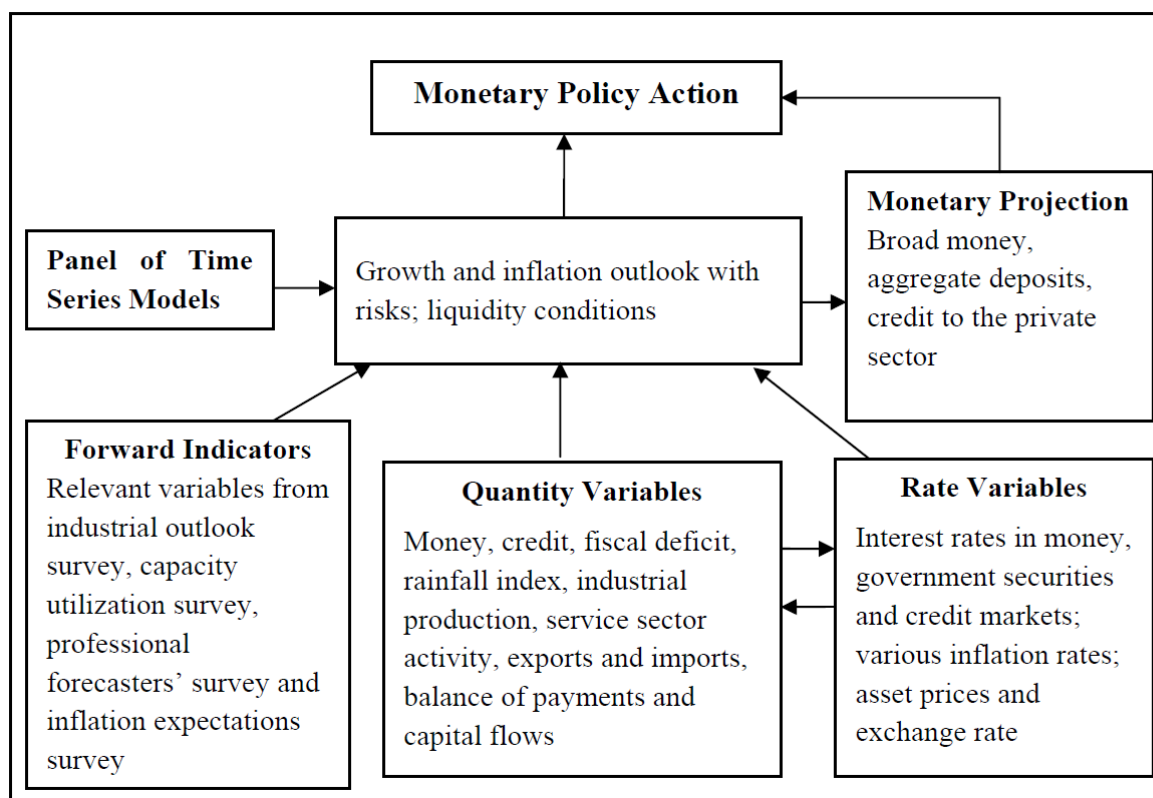 Monetary Policy Action
Monetary Projection
Broad money,
aggregate deposits,
credit to the private
sector
Panel of Time
Series Models
Growth and inflation outlook with
risks; liquidity conditions
Forward Indicators
Relevant variables from
industrial outlook
survey, capacity
utilization survey,
professional
forecasters’ survey and
inflation expectations
survey
Quantity Variables
Money, credit, fiscal deficit,
rainfall index, industrial
production, service sector
activity, exports and imports,
balance of payments and
capital flows
Rate Variables
Interest rates in money,
government securities
and credit markets;
various inflation rates;
asset prices and
exchange rate